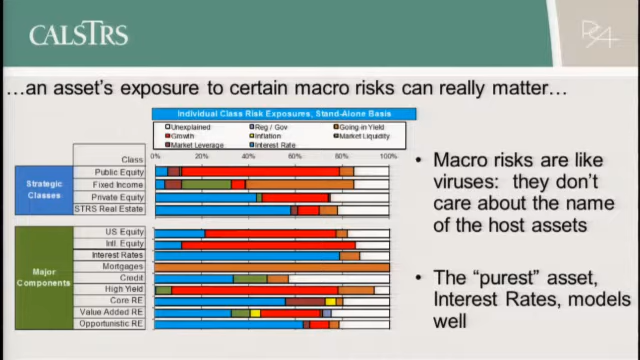 CALSTRS
PCA
…an asset's exposure to certain macro risks can really matter…
Individual Class Risk Exposures, Stand-Alone Basis
Unexplained
Reg / Gov
Going-in Yield
Growth
Inflation
Market Liquidity
Market Leverage
Interest Rate
Class
0%
20%
40%
60%
80%
100%
Strategic
Classes
Public Equity
Fixed Income
Private Equity
STRS Real Estate
Major
Components
US Equity
Intl. Equity
Interest Rates
Mortgages
Credit
High Yield
Core RE
Value Added RE
Opportunistic RE
• Macro risks are like
viruses: they don't
care about the name
of the host assets
• The "purest" asset,
Interest Rates, models
well